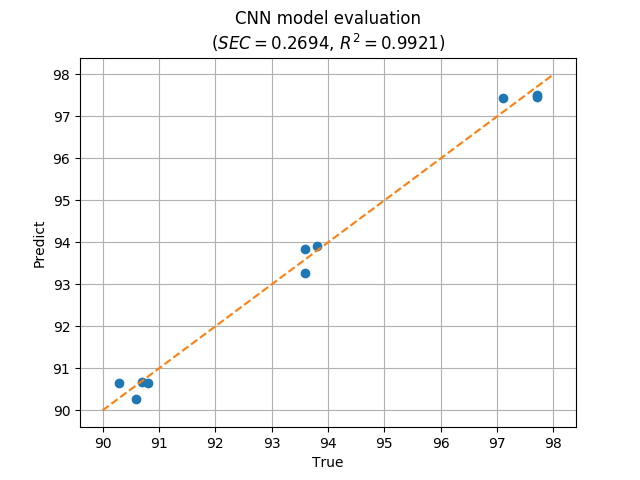 CNN model evaluation
(SEC = 0.2694, R² = 0.9921)
98
97
96
95
94
93
92
91
90
Predict
90 91 92 93 94 95 96 97 98
True